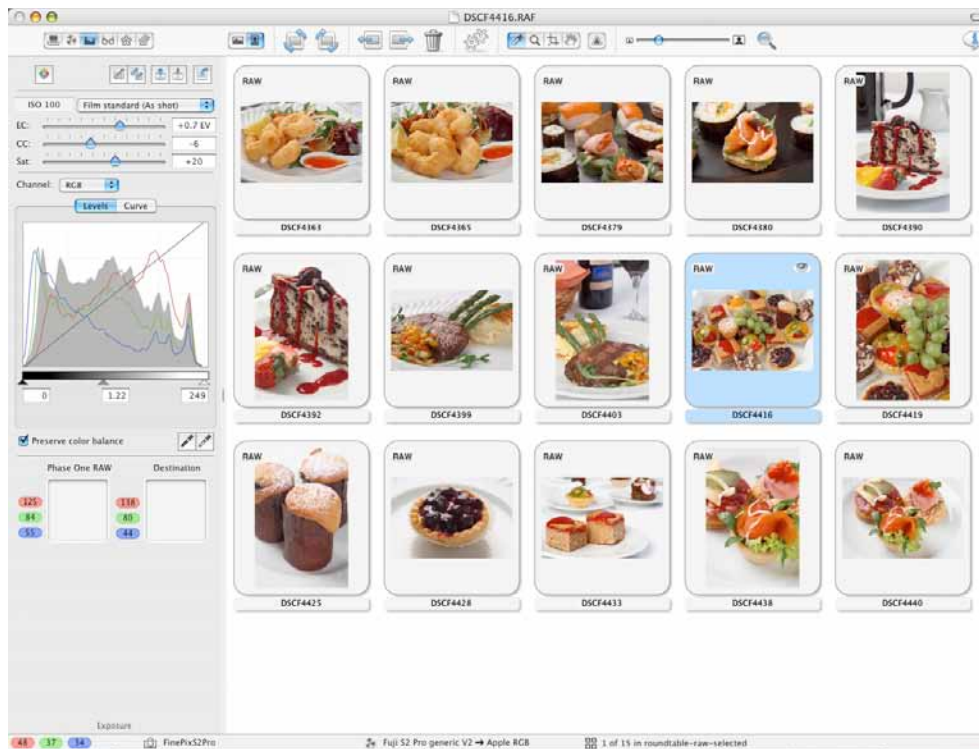 DSCF4416.RAF
ISO 100 Film standard (As shot)
EC: +0.7 EV
CC: -6
Sat: +20
Channel: RGB
Levels Curve
0 1.22 249
Preserve color balance
Phase One RAW Destination
125 138
84 80
55 44
Exposure
RAW RAW RAW RAW RAW
DSCF4363 DSCF4365 DSCF4379 DSCF4380 DSCF4390
RAW RAW RAW RAW RAW
DSCF4392 DSCF4399 DSCF4403 DSCF4416 DSCF4419
RAW RAW RAW RAW RAW
DSCF4425 DSCF4428 DSCF4433 DSCF4438 DSCF4440
48 37 34 FinePixS2Pro Fuji S2 Pro generic V2 → Apple RGB 1 of 15 in roundtable-raw-selected